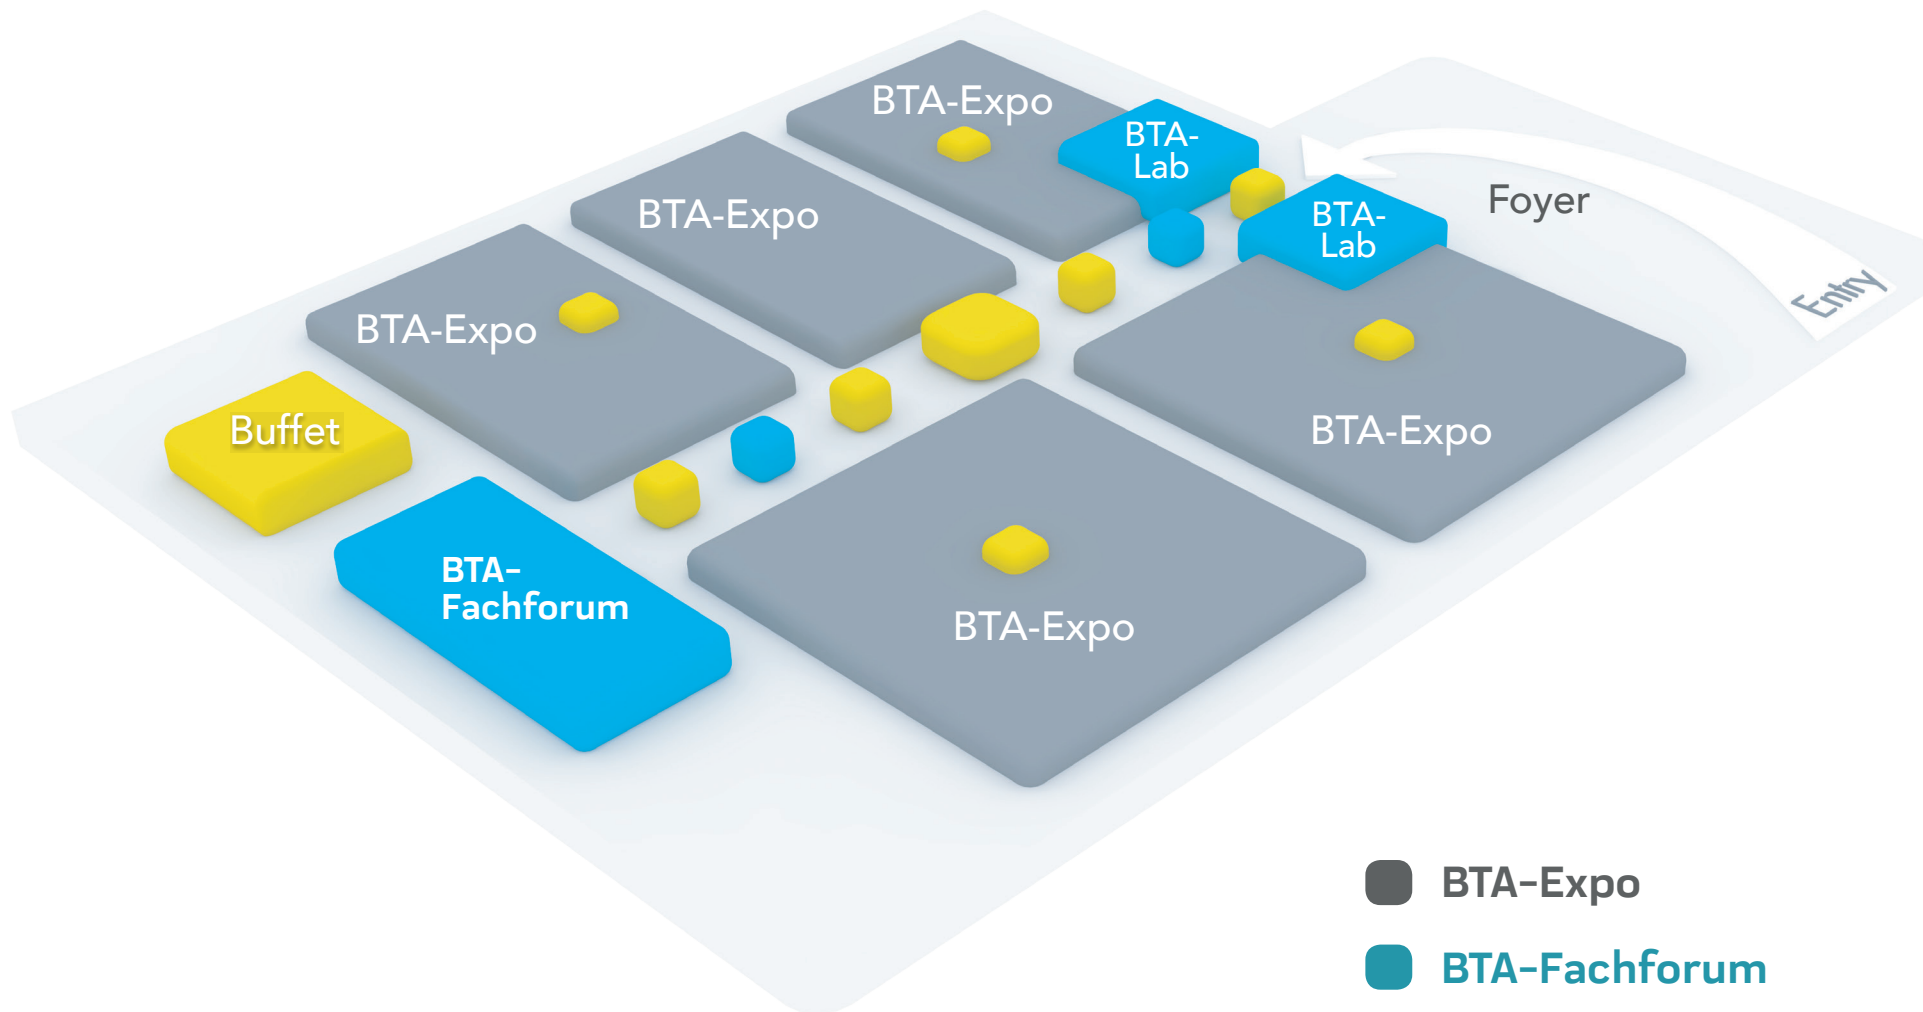 BTA-Expo
BTA-
Lab
BTA-Expo
BTA-
Lab
Foyer
Entry
BTA-Expo
Buffet
BTA-Expo
BTA-
Fachforum
BTA-Expo
BTA-Expo
BTA-Fachforum